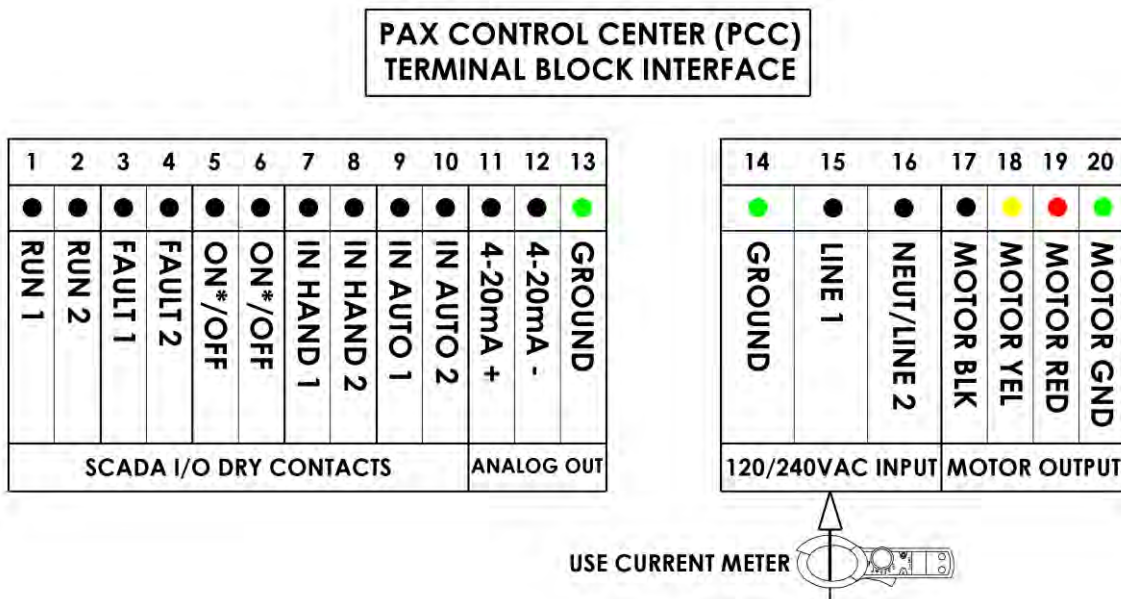 PAX CONTROL CENTER (PCC)
TERMINAL BLOCK INTERFACE
1 2 3 4 5 6 7 8 9 10 11 12 13
RUN 1
RUN 2
FAULT 1
FAULT 2
ON*/OFF
ON*/OFF
IN HAND 1
IN HAND 2
IN AUTO 1
IN AUTO 2
4-20mA +
4-20mA -
GROUND
SCADA I/O DRY CONTACTS
ANALOG OUT
14 15 16 17 18 19 20
GROUND
LINE 1
NEUT/LINE 2
MOTOR BLK
MOTOR YEL
MOTOR RED
MOTOR GND
120/240VAC INPUT
MOTOR OUTPUT
USE CURRENT METER